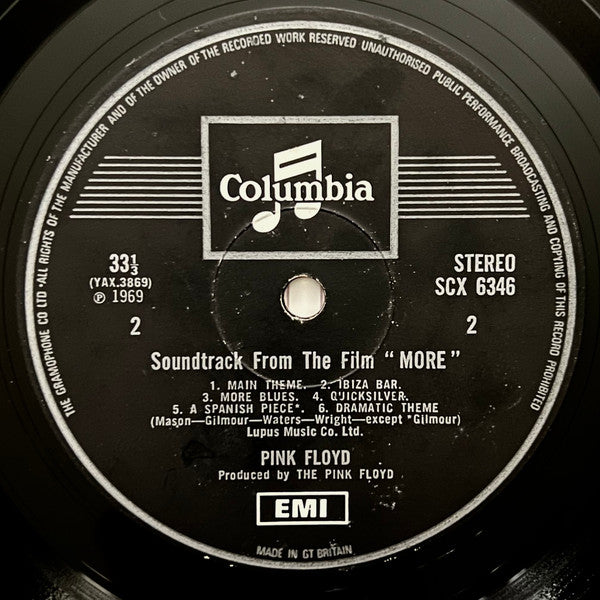 THE GRAMOPHONE CO LTD · ALL RIGHTS OF THE MANUFACTURER AND OF THE OWNER OF THE RECORDED WORK RESERVED UNAUTHORISED PUBLIC PERFORMANCE BROADCASTING AND COPYING OF THIS RECORD PROHIBITED
Columbia
33⅓
(YAX.3869)
℗ 1969
2
STEREO
SCX 6346
2
Soundtrack From The Film “MORE”
1. MAIN THEME. 2. IBIZA BAR.
3. MORE BLUES. 4. QUICKSILVER.
5. A SPANISH PIECE*. 6. DRAMATIC THEME
(Mason—Gilmour—Waters—Wright—except *Gilmour)
Lupus Music Co. Ltd.
PINK FLOYD
Produced by THE PINK FLOYD
EMI
MADE IN GT BRITAIN